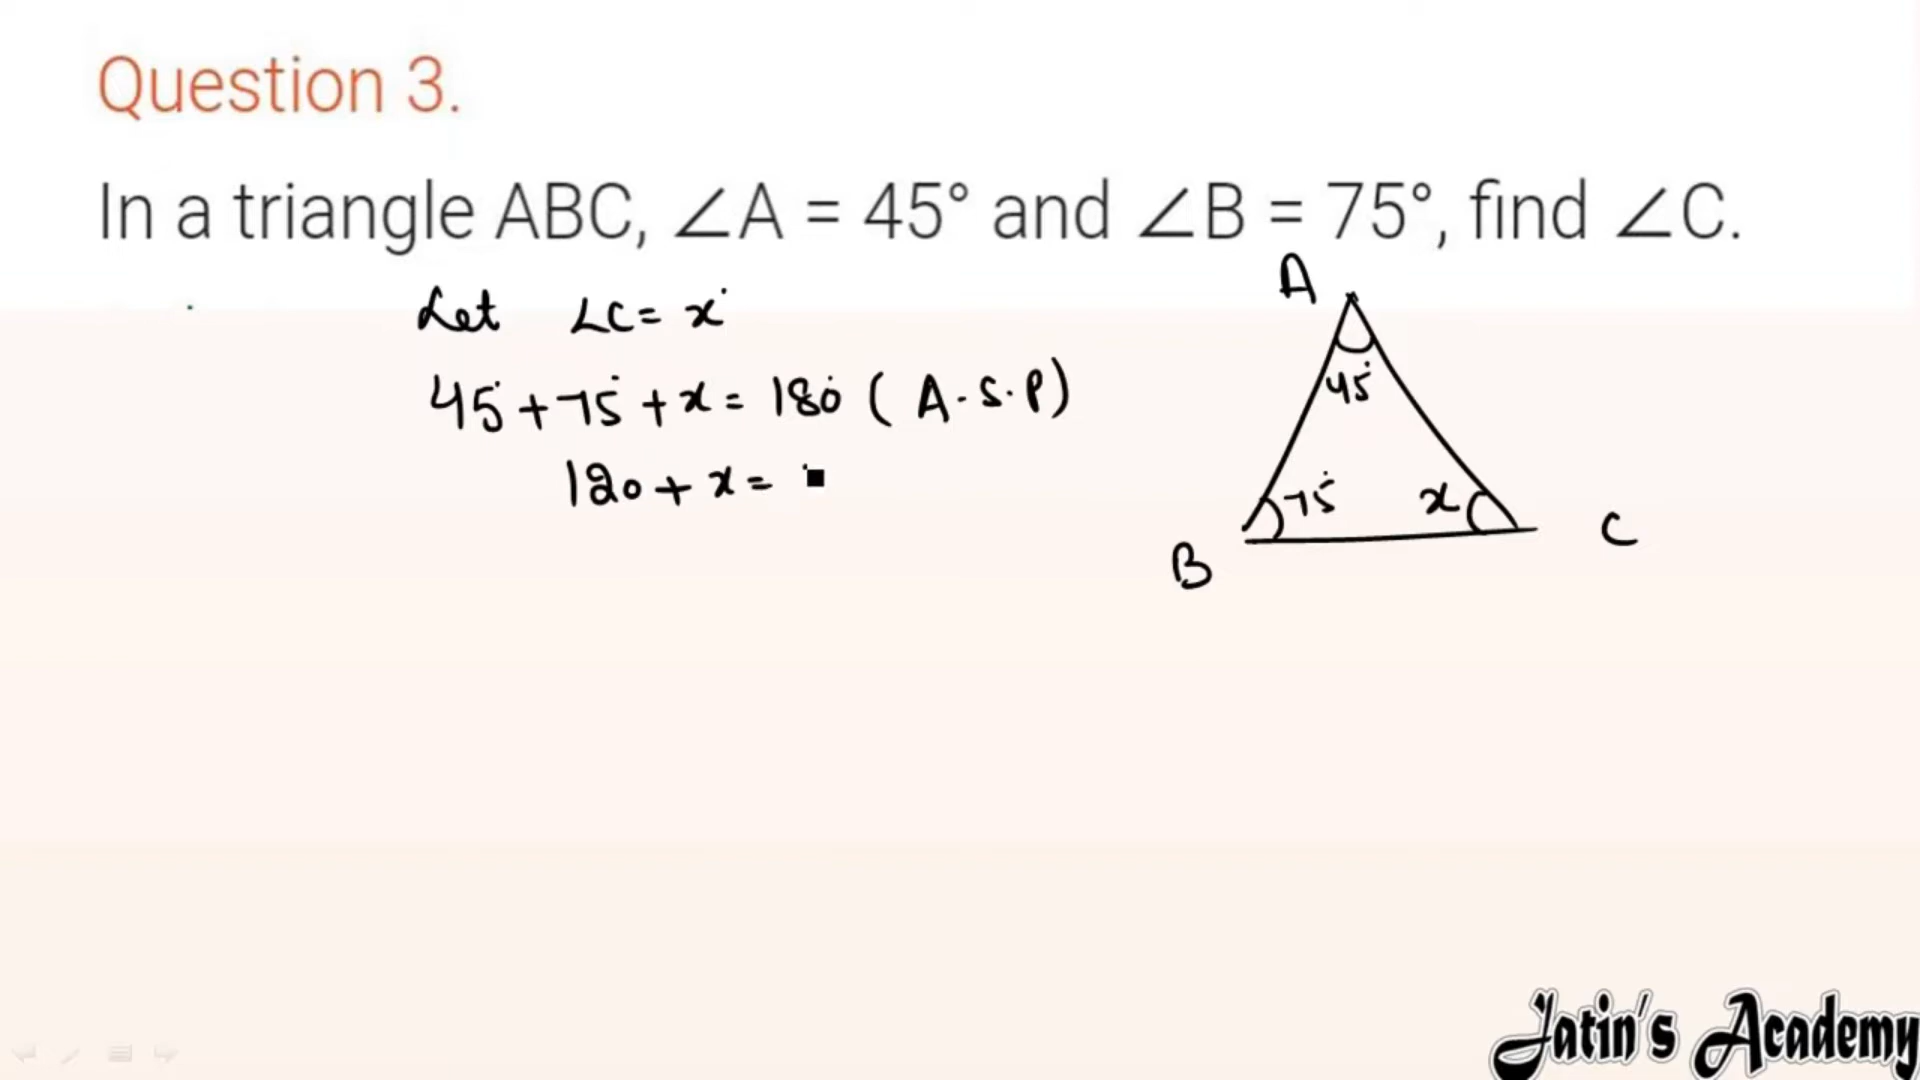 Question 3.
In a triangle ABC, ∠A = 45° and ∠B = 75°, find ∠C.
Let ∠C = x°
45° + 75° + x = 180° ( A.S.P)
120 + x =
A
45°
75°
x
B
C
Jatin's Academy